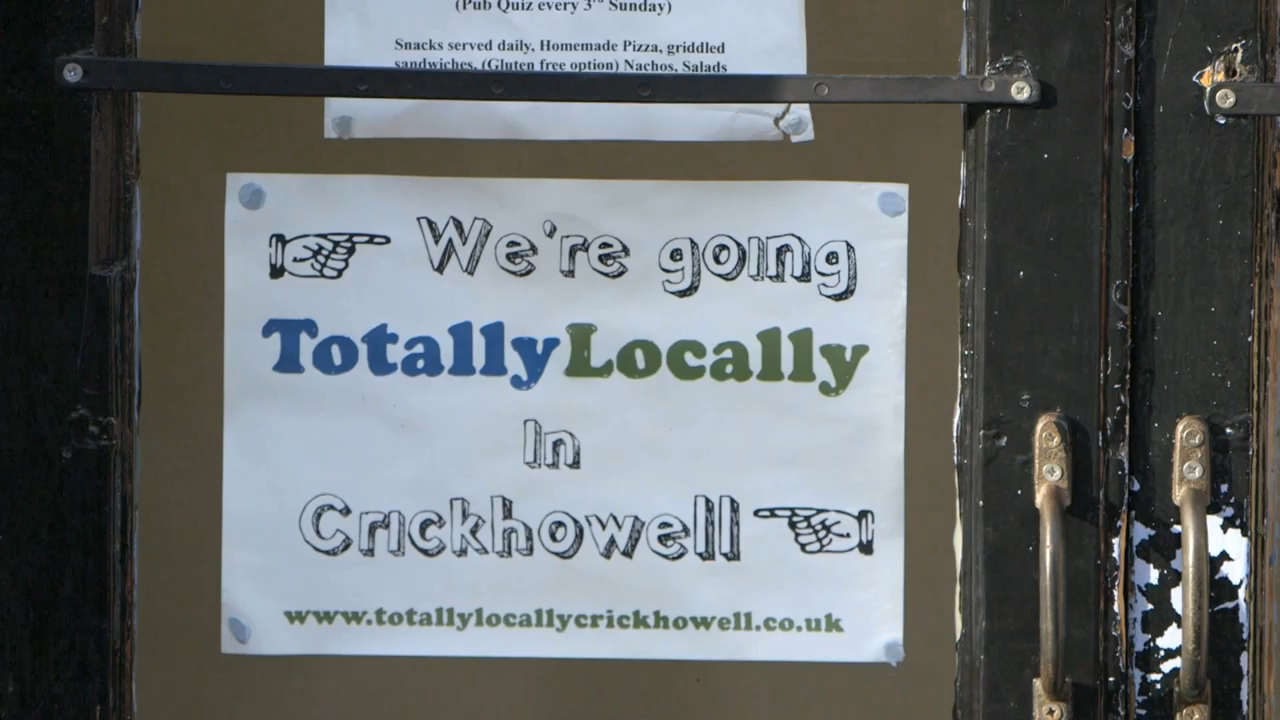 (Pub Quiz every 3rd Sunday)
Snacks served daily, Homemade Pizza, griddled
sandwiches, (Gluten free option) Nachos, Salads
We're going
TotallyLocally
In
Crickhowell
www.totallylocallycrickhowell.co.uk